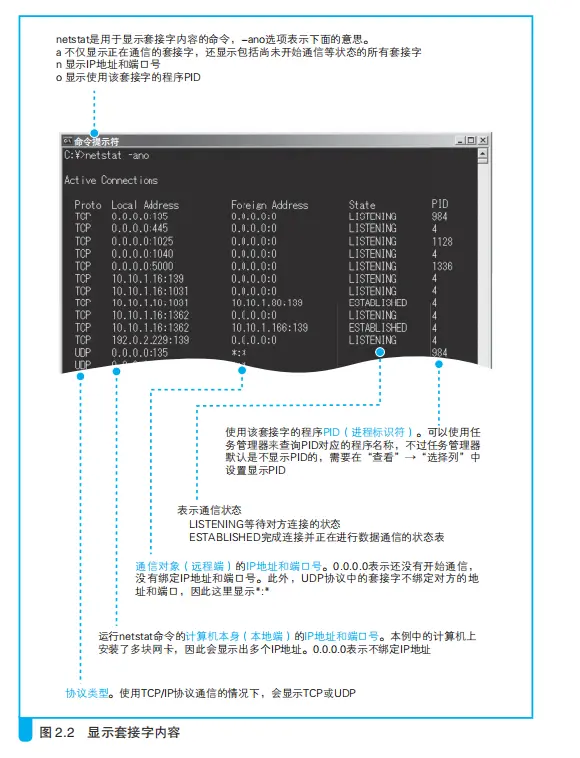 netstat是用于显示套接字内容的命令，-ano选项表示下面的意思。
a 不仅显示正在通信的套接字，还显示包括尚未开始通信等状态的所有套接字
n 显示IP地址和端口号
o 显示使用该套接字的程序PID
命令提示符
C:¥>netstat -ano
Active Connections
Proto Local Address Foreign Address State PID
TCP 0.0.0.0:135 0.0.0.0:0 LISTENING 984
TCP 0.0.0.0:445 0.0.0.0:0 LISTENING 4
TCP 0.0.0.0:1025 0.0.0.0:0 LISTENING 1128
TCP 0.0.0.0:1040 0.0.0.0:0 LISTENING 4
TCP 0.0.0.0:5000 0.0.0.0:0 LISTENING 1336
TCP 10.10.1.16:139 0.0.0.0:0 LISTENING 4
TCP 10.10.1.16:1031 0.0.0.0:0 LISTENING 4
TCP 10.10.1.16:1031 10.10.1.80:139 ESTABLISHED 4
TCP 10.10.1.16:1362 0.0.0.0:0 LISTENING 4
TCP 10.10.1.16:1362 10.10.1.166:139 ESTABLISHED 4
TCP 192.0.2.229:139 0.0.0.0:0 LISTENING 4
UDP 0.0.0.0:135 *:* 984
UDP
使用该套接字的程序PID（进程标识符）。可以使用任
务管理器来查询PID对应的程序名称，不过任务管理器
默认是不显示PID的，需要在“查看”→“选择列”中
设置显示PID
表示通信状态
LISTENING等待对方连接的状态
ESTABLISHED完成连接并正在进行数据通信的状态表
通信对象（远程端）的IP地址和端口号。0.0.0.0表示还没有开始通信，
没有绑定IP地址和端口号。此外，UDP协议中的套接字不绑定对方的地
址和端口，因此这里显示*:*
运行netstat命令的计算机本身（本地端）的IP地址和端口号。本例中的计算机上
安装了多块网卡，因此会显示出多个IP地址。0.0.0.0表示不绑定IP地址
协议类型。使用TCP/IP协议通信的情况下，会显示TCP或UDP
图 2.2 显示套接字内容